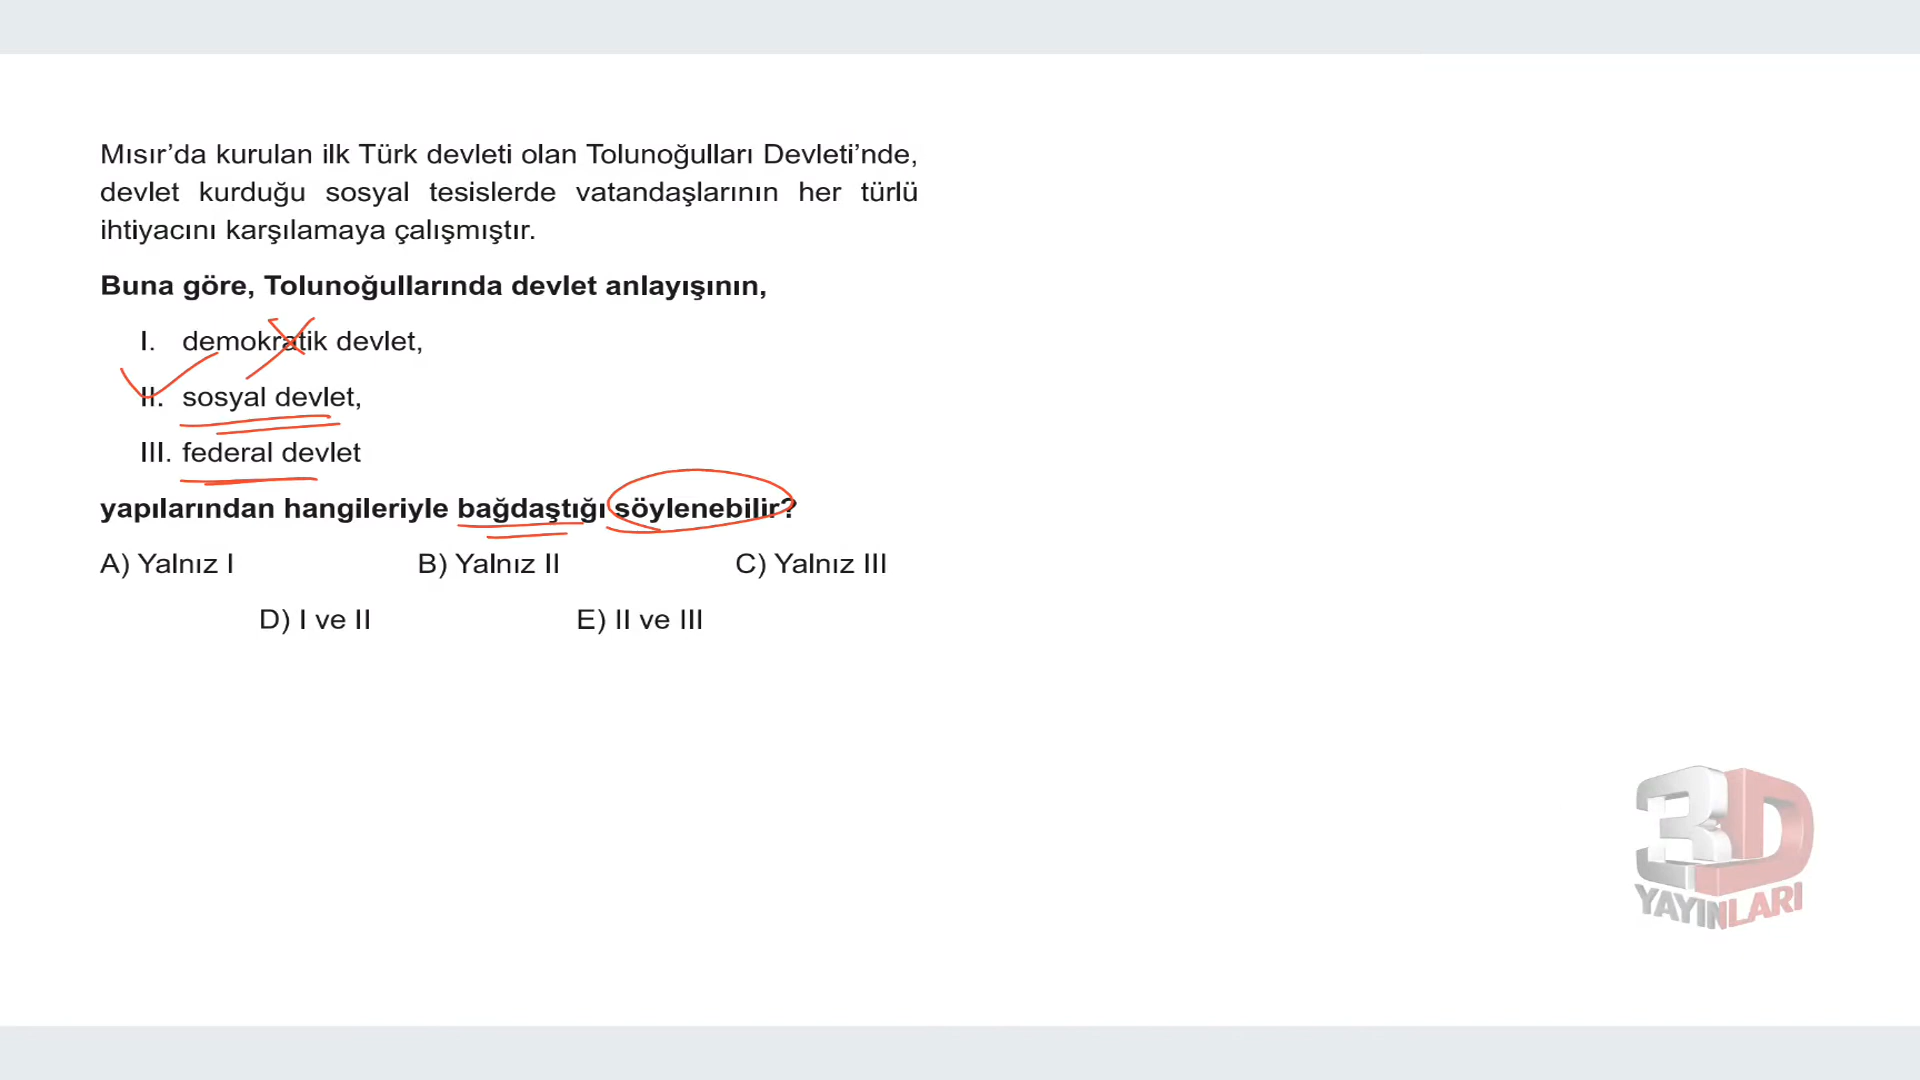 Mısır’da kurulan ilk Türk devleti olan Tolunoğulları Devleti’nde,
devlet kurduğu sosyal tesislerde vatandaşlarının her türlü
ihtiyacını karşılamaya çalışmıştır.
Buna göre, Tolunoğullarında devlet anlayışının,
I. demokratik devlet,
II. sosyal devlet,
III. federal devlet
yapılarından hangileriyle bağdaştığı söylenebilir?
A) Yalnız I B) Yalnız II C) Yalnız III
D) I ve II E) II ve III
3D
YAYINLARI